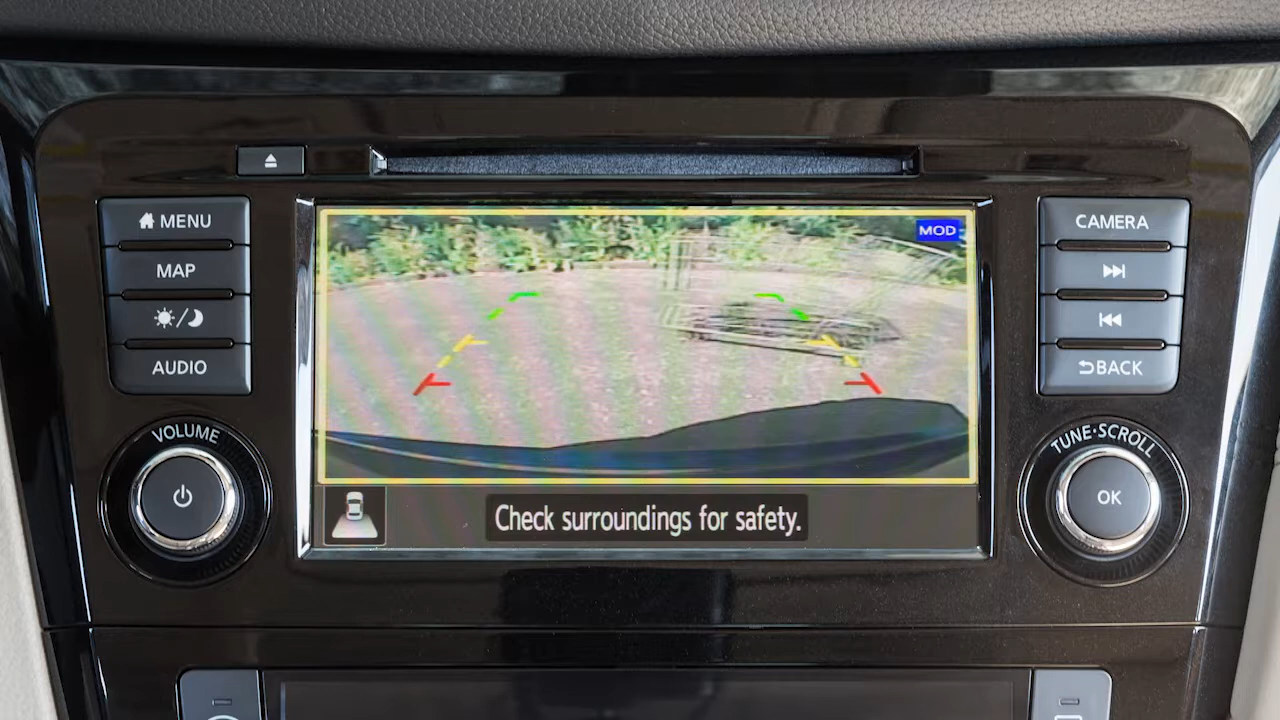 MENU
MAP
AUDIO
VOLUME
MOD
Check surroundings for safety.
CAMERA
BACK
TUNE·SCROLL
OK